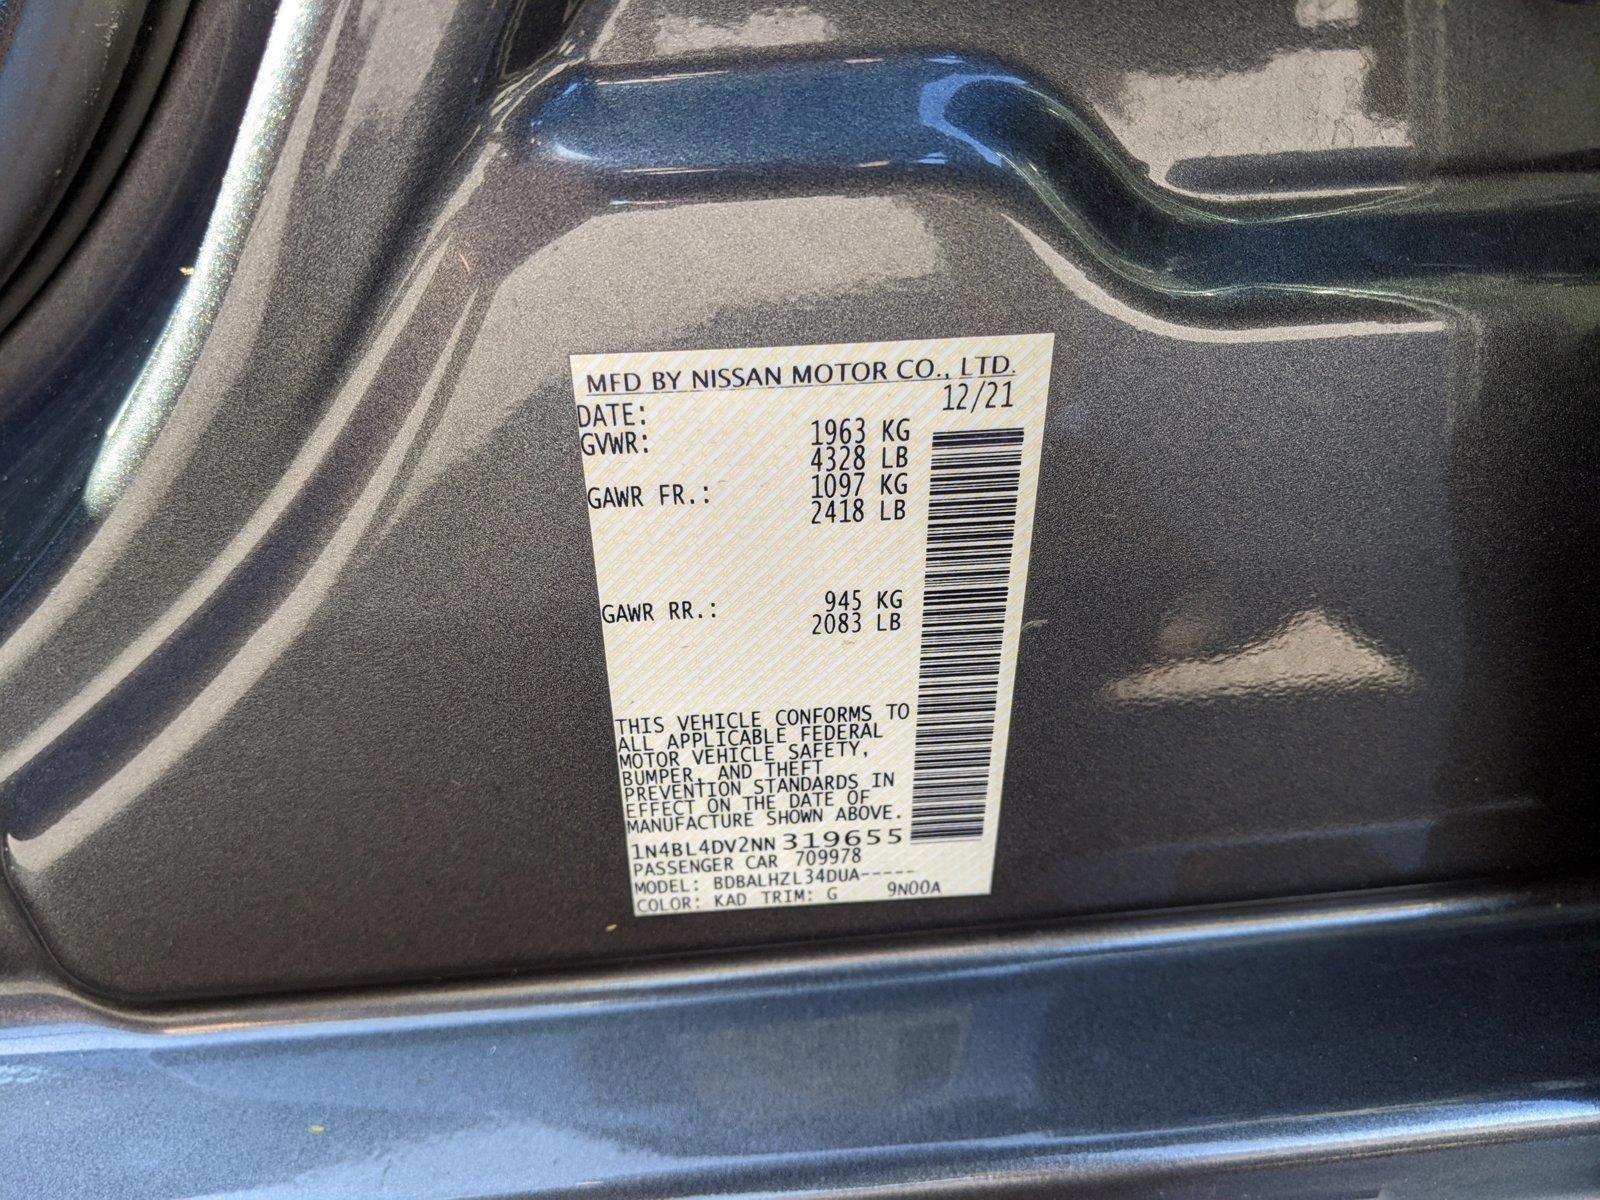 MFD BY NISSAN MOTOR CO., LTD.
DATE: 12/21
GVWR: 1963 KG
4328 LB
GAWR FR.: 1097 KG
2418 LB
GAWR RR.: 945 KG
2083 LB
THIS VEHICLE CONFORMS TO
ALL APPLICABLE FEDERAL
MOTOR VEHICLE SAFETY,
BUMPER, AND THEFT
PREVENTION STANDARDS IN
EFFECT ON THE DATE OF
MANUFACTURE SHOWN ABOVE.
1N4BL4DV2NN319655
PASSENGER CAR 709978
MODEL: BDBALHZL34DUA-----
COLOR: KAD TRIM: G 9N00A